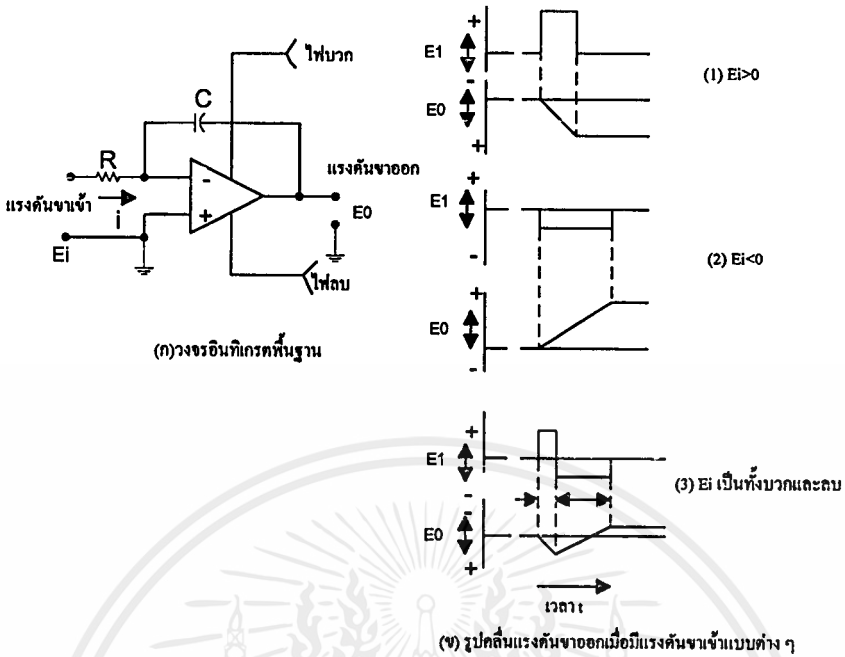 ไฟบวก
C
R
แรงดันขาเข้า
i
Ei
-
+
แรงดันขาออก
E0
ไฟลบ
(ก)วงจรอินทิเกรตพื้นฐาน
+
E1
-
E0
+
(1) Ei>0
+
E1
-
(2) Ei<0
+
E0
-
+
E1
-
(3) Ei เป็นทั้งบวกและลบ
-
E0
+
เวลา t
(ข) รูปคลื่นแรงดันขาออกเมื่อมีแรงดันขาเข้าแบบต่าง ๆ